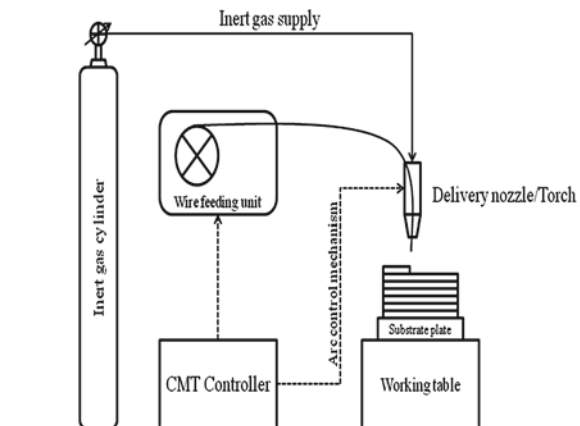 Inert gas supply
Inert gas cylinder
Wire feeding unit
Delivery nozzle/Torch
Arc control mechanism
Substrate plate
CMT Controller
Working table